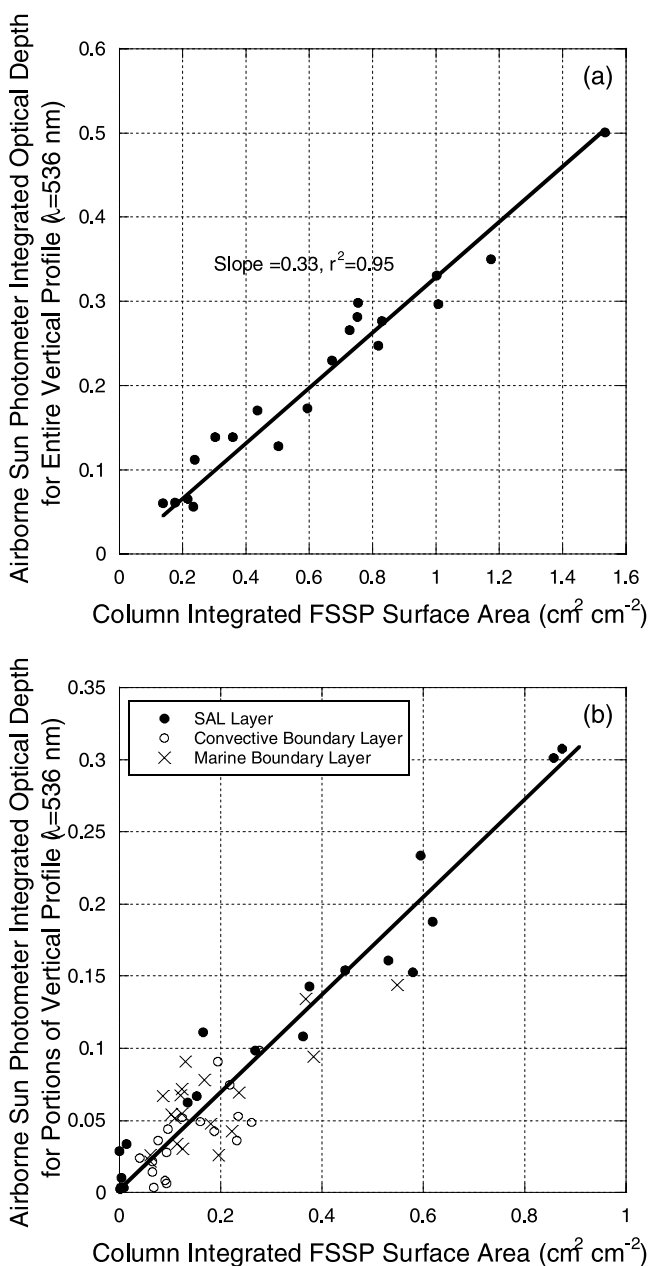 (a)
Airborne Sun Photometer Integrated Optical Depth
for Entire Vertical Profile (λ=536 nm)
0.6
0.5
0.4
0.3
0.2
0.1
0
Slope =0.33, r²=0.95
0 0.2 0.4 0.6 0.8 1 1.2 1.4 1.6
Column Integrated FSSP Surface Area (cm² cm⁻²)
(b)
Airborne Sun Photometer Integrated Optical Depth
for Portions of Vertical Profile (λ=536 nm)
0.35
0.3
0.25
0.2
0.15
0.1
0.05
0
SAL Layer
Convective Boundary Layer
Marine Boundary Layer
0 0.2 0.4 0.6 0.8 1
Column Integrated FSSP Surface Area (cm² cm⁻²)